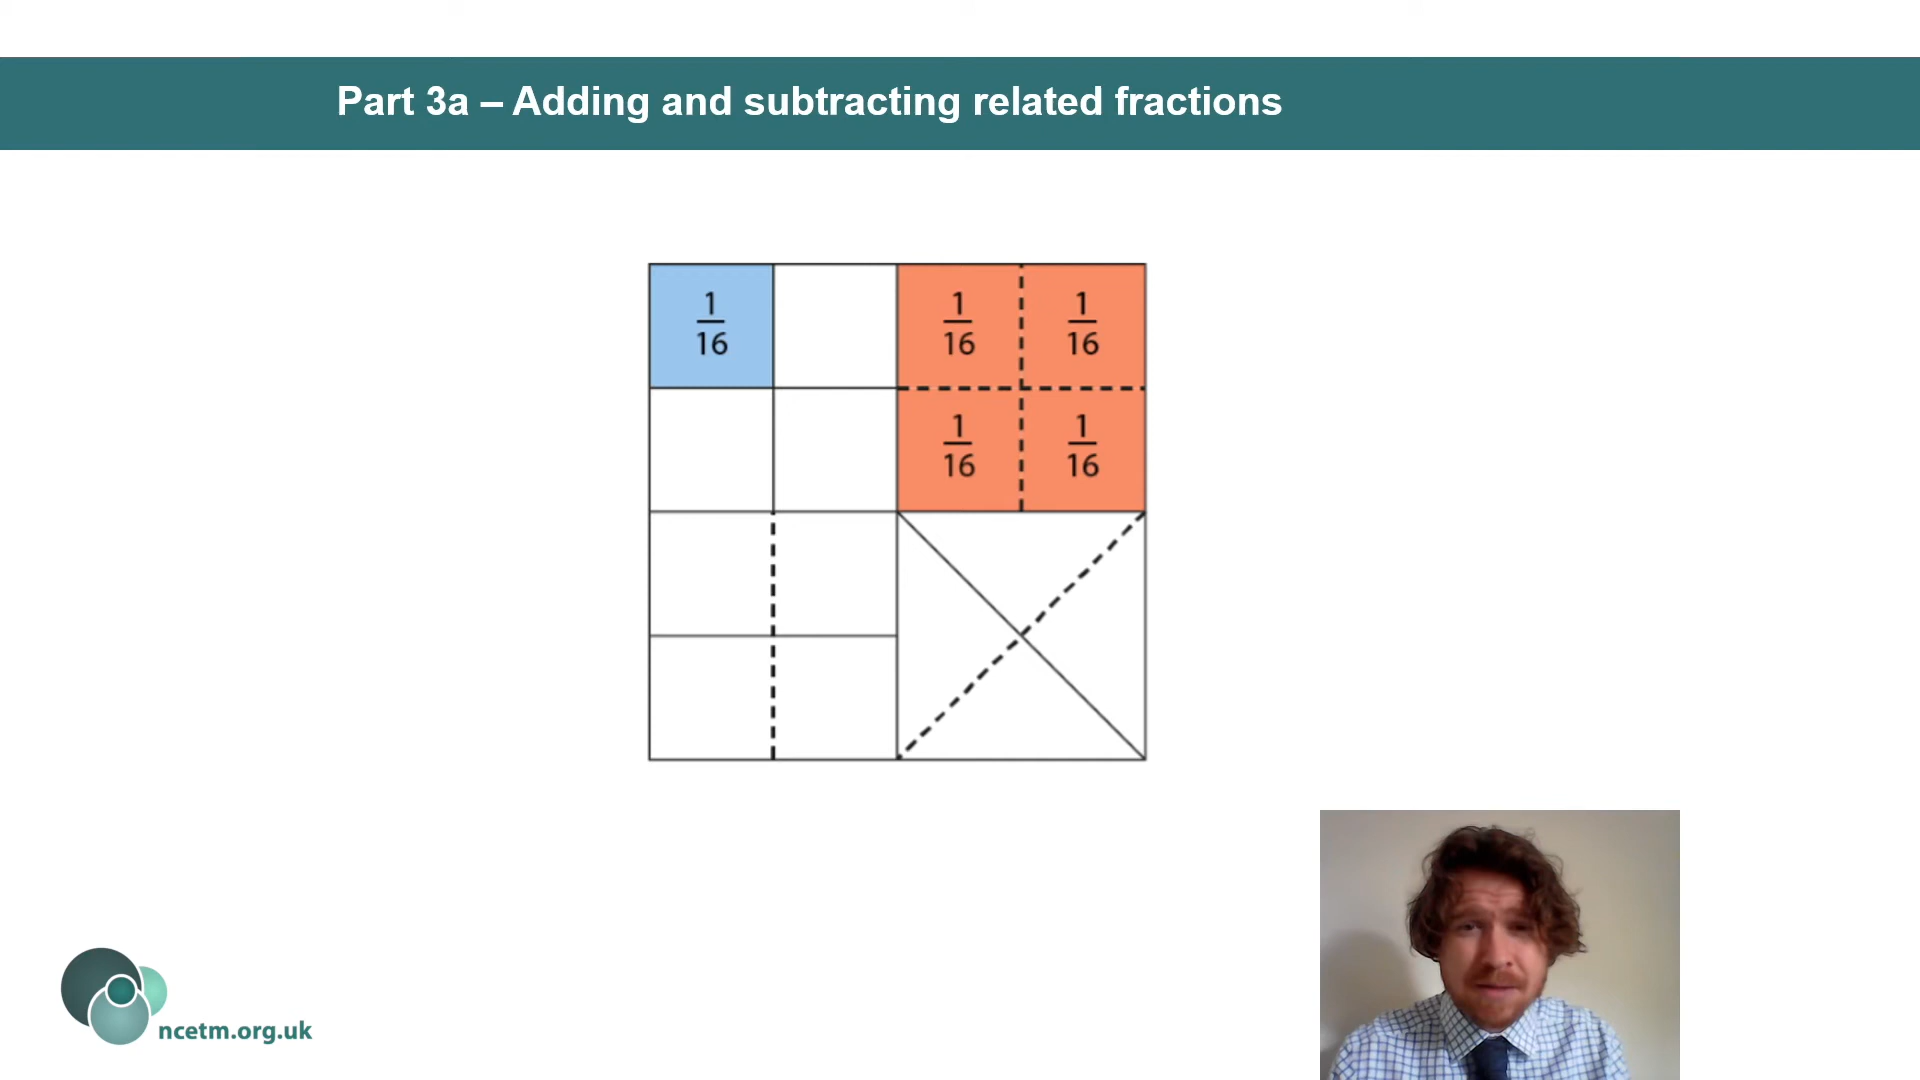 Part 3a – Adding and subtracting related fractions
1/16 1/16 1/16
1/16 1/16
ncetm.org.uk